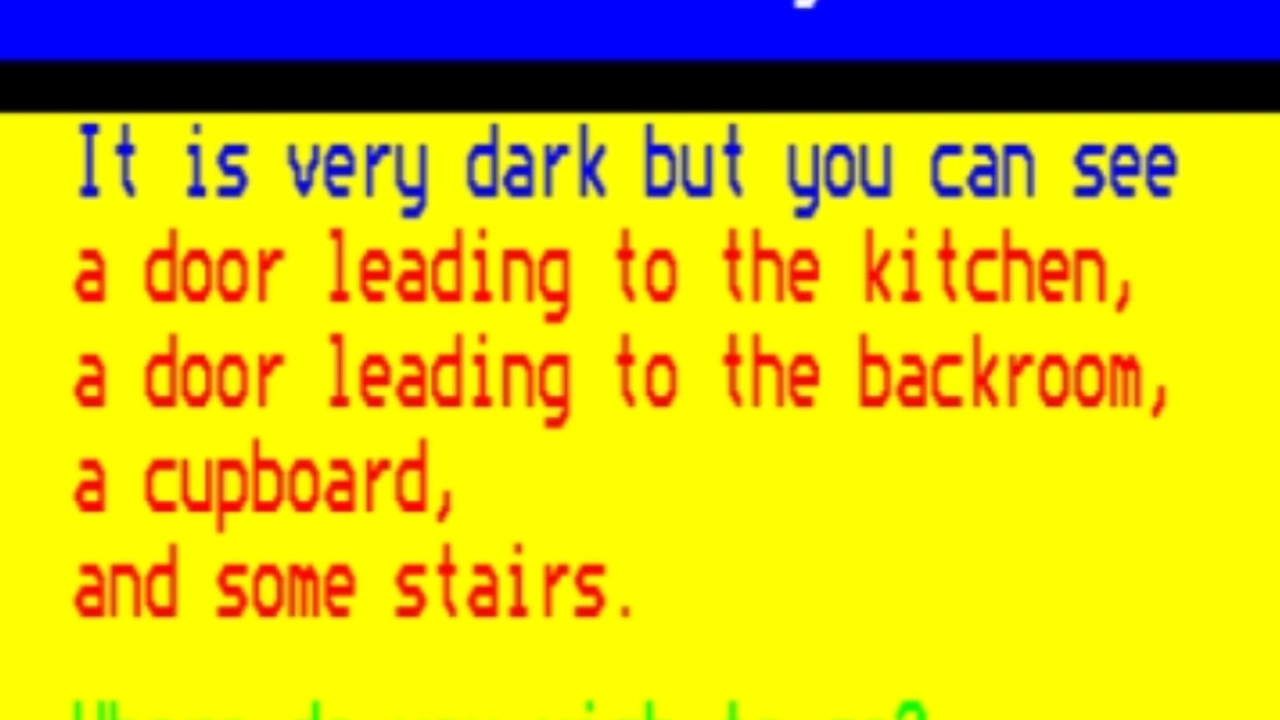 It is very dark but you can see
a door leading to the kitchen,
a door leading to the backroom,
a cupboard,
and some stairs.